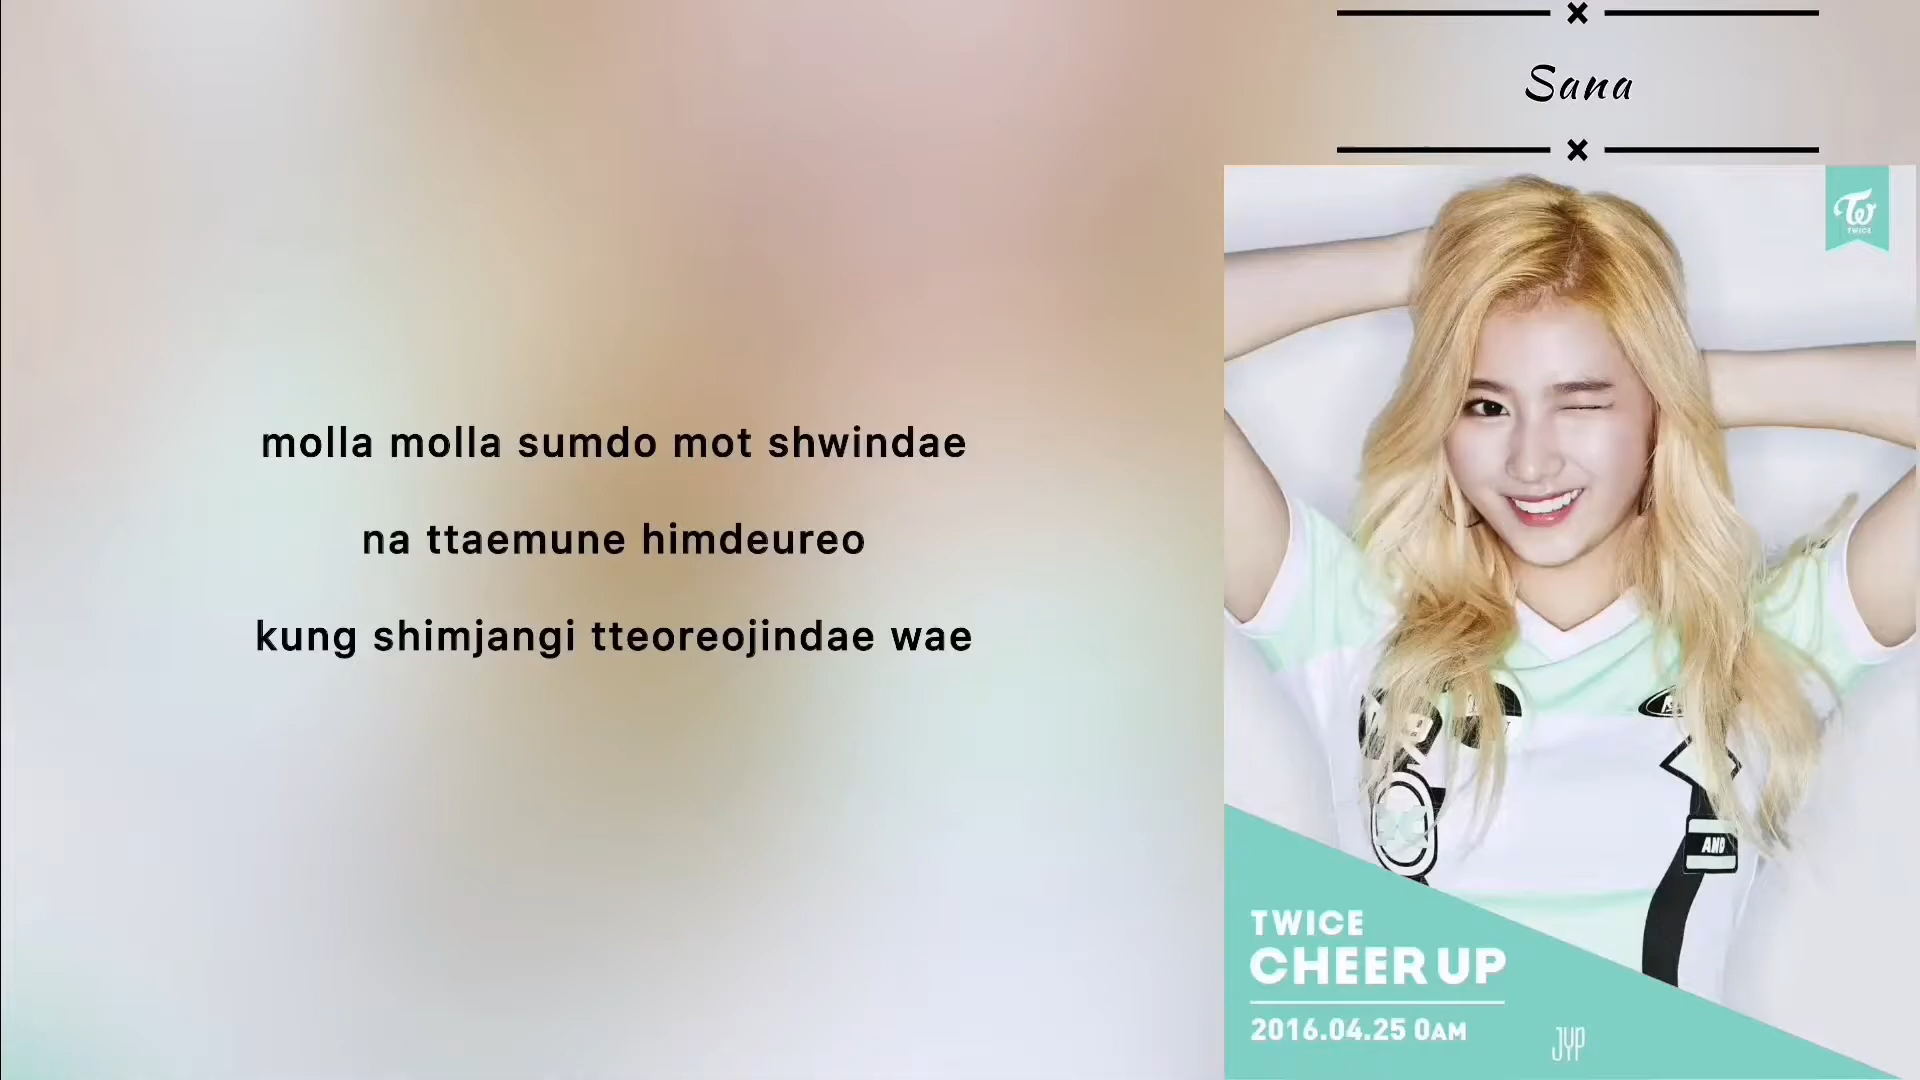 Sana
TWICE
molla molla sumdo mot shwindae
na ttaemune himdeureo
kung shimjangi tteoreojindae wae
AND
TWICE
CHEER UP
2016.04.25 0AM
JYP